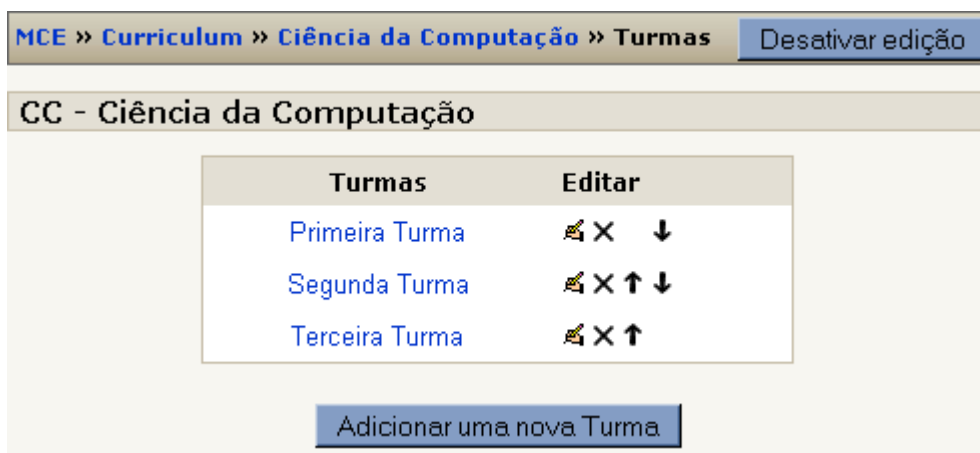 MCE » Curriculum » Ciência da Computação » Turmas Desativar edição
CC - Ciência da Computação
Turmas Editar
Primeira Turma
Segunda Turma
Terceira Turma
Adicionar uma nova Turma